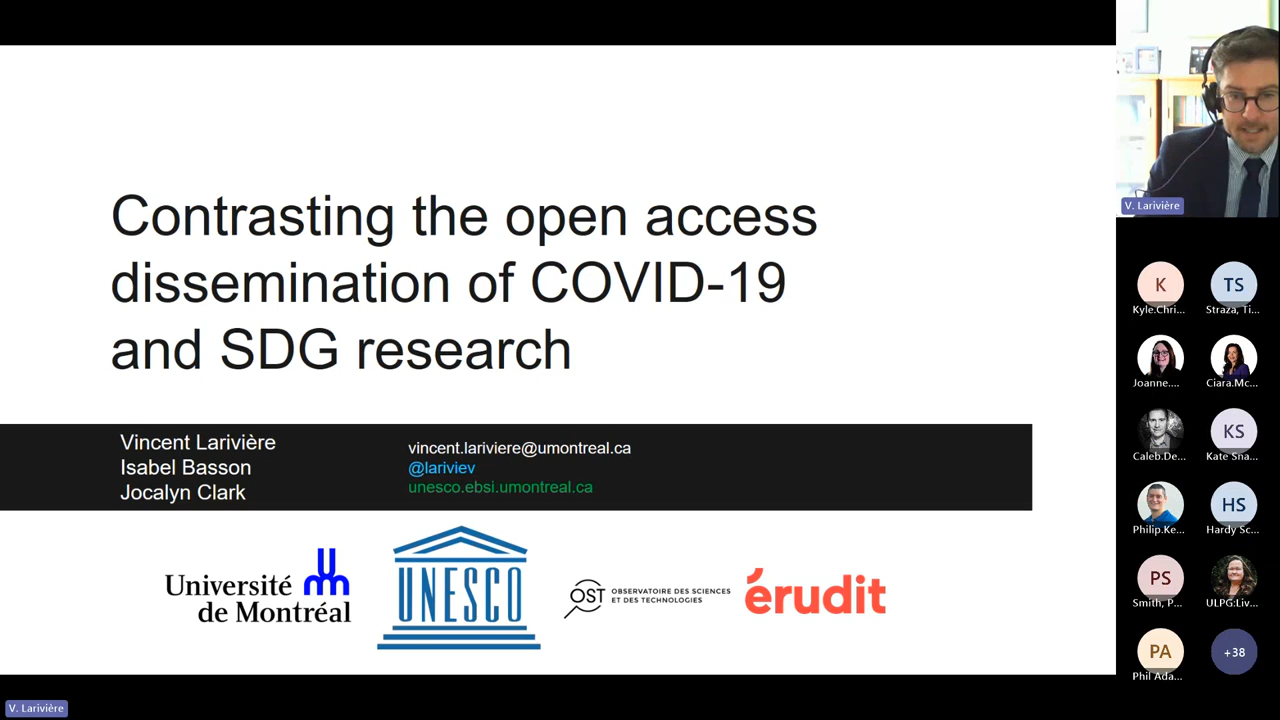 Contrasting the open access
dissemination of COVID-19
and SDG research
Vincent Larivière
Isabel Basson
Jocalyn Clark
vincent.lariviere@umontreal.ca
@lariviev
unesco.ebsi.umontreal.ca
Université
de Montréal
UNESCO
OST
OBSERVATOIRE DES SCIENCES
ET DES TECHNOLOGIES
érudit
V. Larivière
K
Kyle.Chri...
TS
Straza, Ti...
Joanne....
Ciara.Mc...
Caleb.De...
KS
Kate Sna...
Philip.Ke...
HS
Hardy Sc...
PS
Smith, P...
ULPG:Liv...
PA
Phil Ada...
+38
V. Larivière